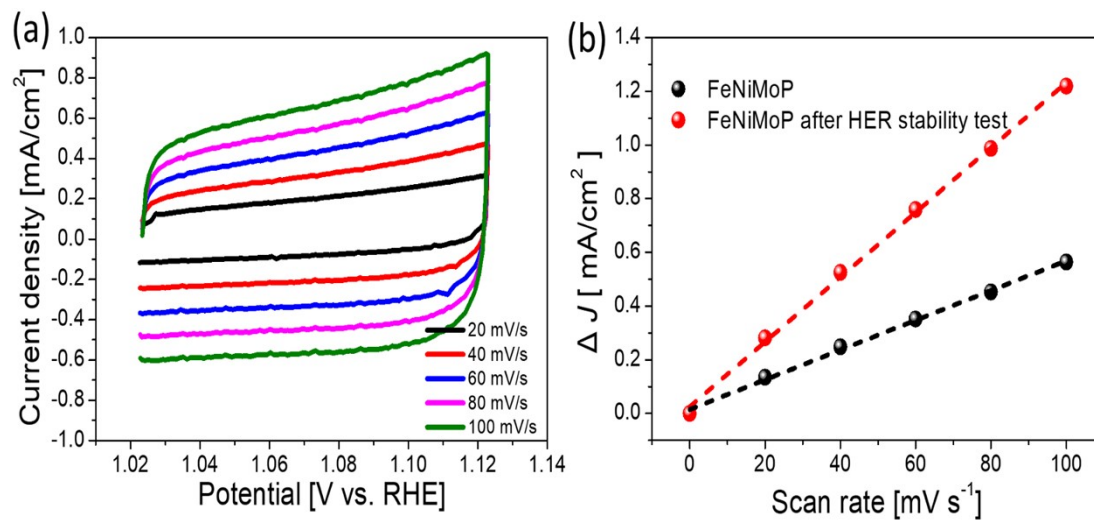 (a)
Current density [mA/cm²]
1.0
0.8
0.6
0.4
0.2
0.0
-0.2
-0.4
-0.6
-0.8
-1.0
20 mV/s
40 mV/s
60 mV/s
80 mV/s
100 mV/s
1.02 1.04 1.06 1.08 1.10 1.12 1.14
Potential [V vs. RHE]
(b)
Δ J [ mA/cm²]
1.4
1.2
1.0
0.8
0.6
0.4
0.2
0.0
FeNiMoP
FeNiMoP after HER stability test
0 20 40 60 80 100
Scan rate [mV s⁻¹]